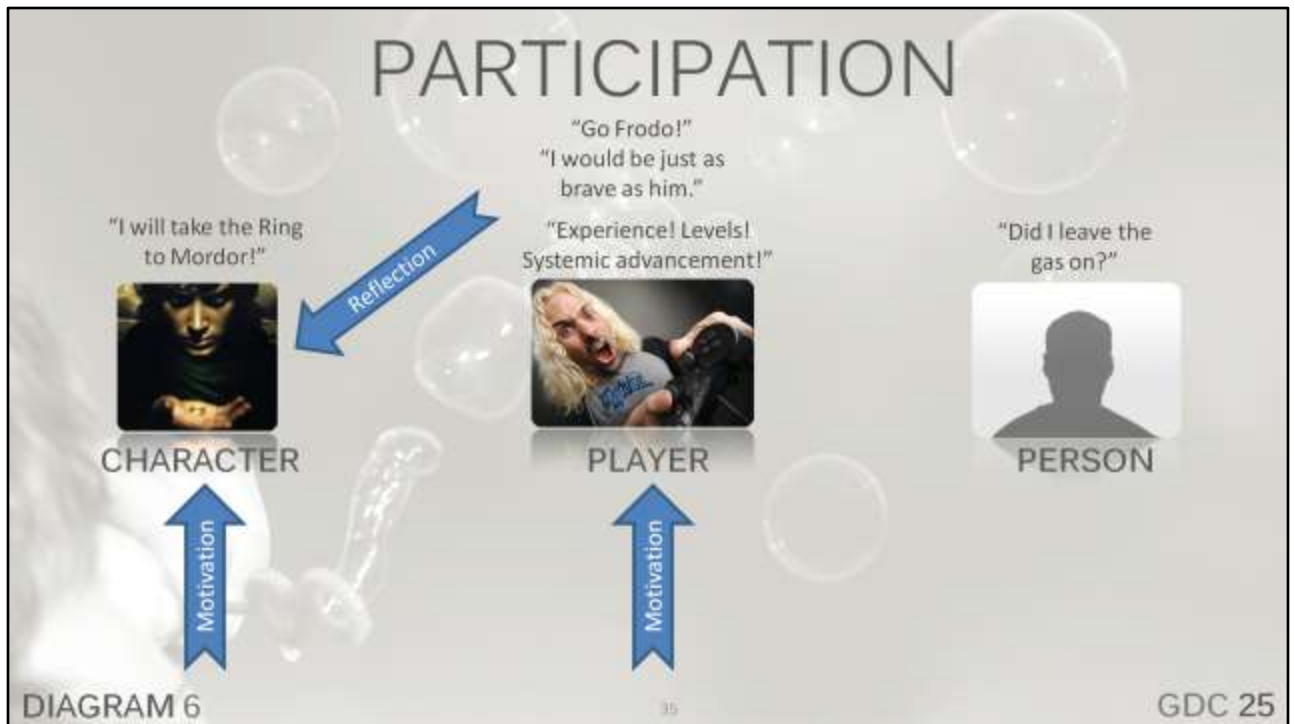 PARTICIPATION
“Go Frodo!”
“I would be just as
brave as him.”
“I will take the Ring
to Mordor!”
Reflection
“Experience! Levels!
Systemic advancement!”
“Did I leave the
gas on?”
CHARACTER
PLAYER
PERSON
Motivation
Motivation
DIAGRAM 6
35
GDC 25